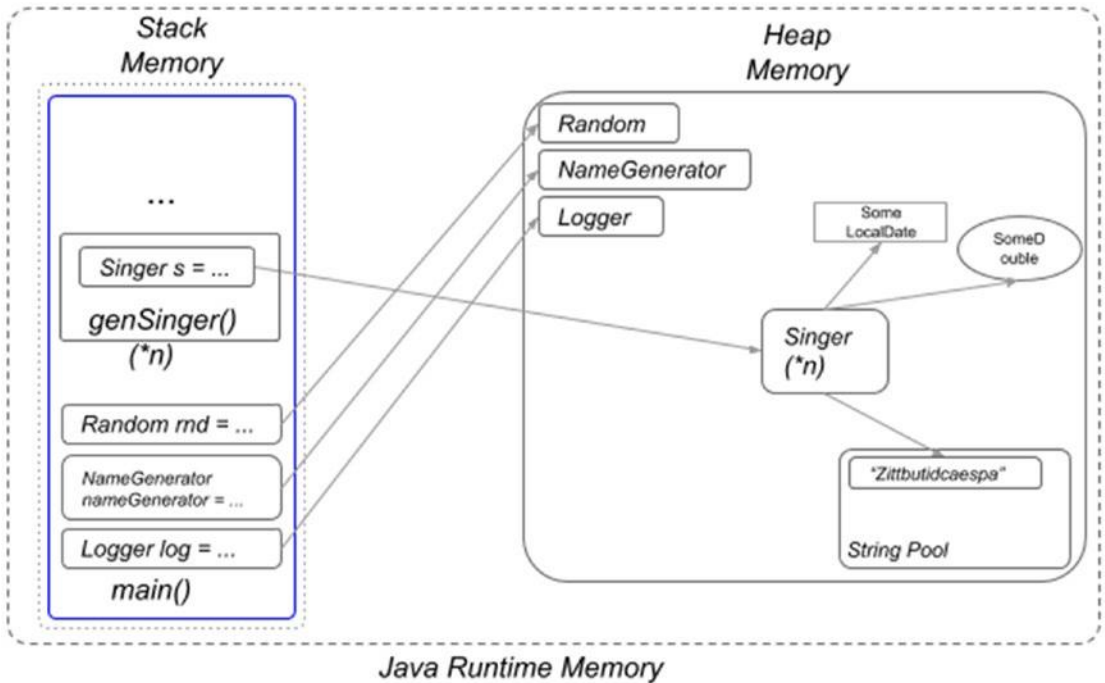 Stack
Memory
...
Singer s = ...
genSinger()
(*n)
Random rnd = ...
NameGenerator
nameGenerator = ...
Logger log = ...
main()
Heap
Memory
Random
NameGenerator
Logger
Some
LocalDate
SomeD
ouble
Singer
(*n)
"Zittbutidcaespa"
String Pool
Java Runtime Memory